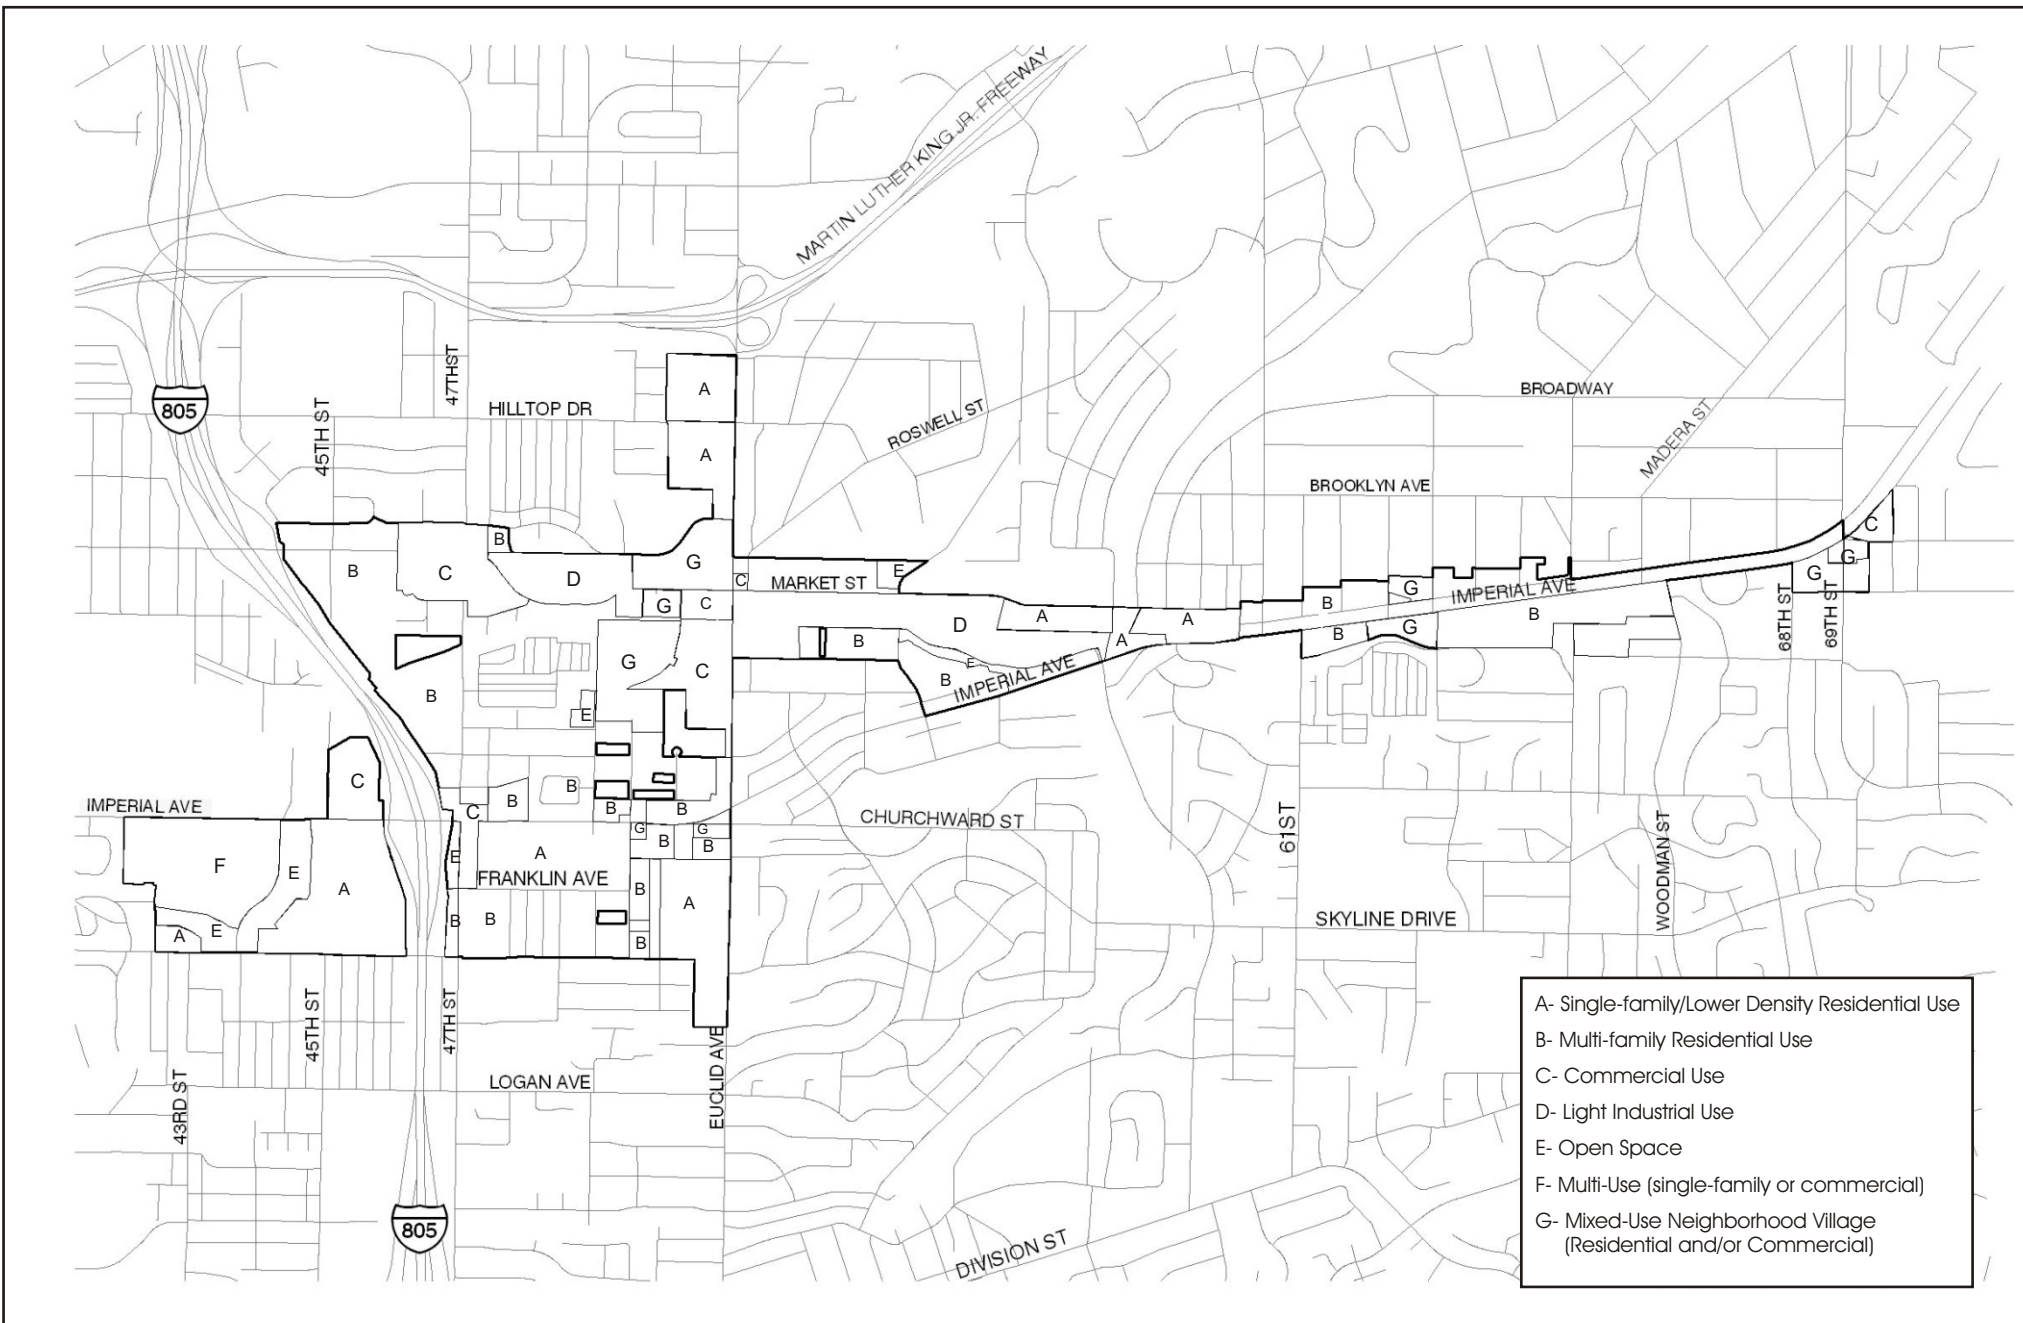 MARTIN LUTHER KING JR. FREEWAY
805
47THST
45TH ST
HILLTOP DR
ROSWELL ST
BROADWAY
MADERA ST
BROOKLYN AVE
A
A
C
B
G
B
C
D
G
C
MARKET ST
E
G
C
D
A
A
A
B
G
IMPERIAL AVE
B
B
G
G
68TH ST
69TH ST
B
G
C
B
E
B
IMPERIAL AVE
B
E
C
IMPERIAL AVE
C
B
B
B
B
CHURCHWARD ST
61ST
WOODMAN ST
G
G
B
B
F
E
A
E
A
FRANKLIN AVE
B
A
A
E
B
B
B
SKYLINE DRIVE
45TH ST
47TH ST
EUCLID AVE
43RD ST
LOGAN AVE
805
DIVISION ST
A- Single-family/Lower Density Residential Use
B- Multi-family Residential Use
C- Commercial Use
D- Light Industrial Use
E- Open Space
F- Multi-Use (single-family or commercial)
G- Mixed-Use Neighborhood Village
(Residential and/or Commercial)